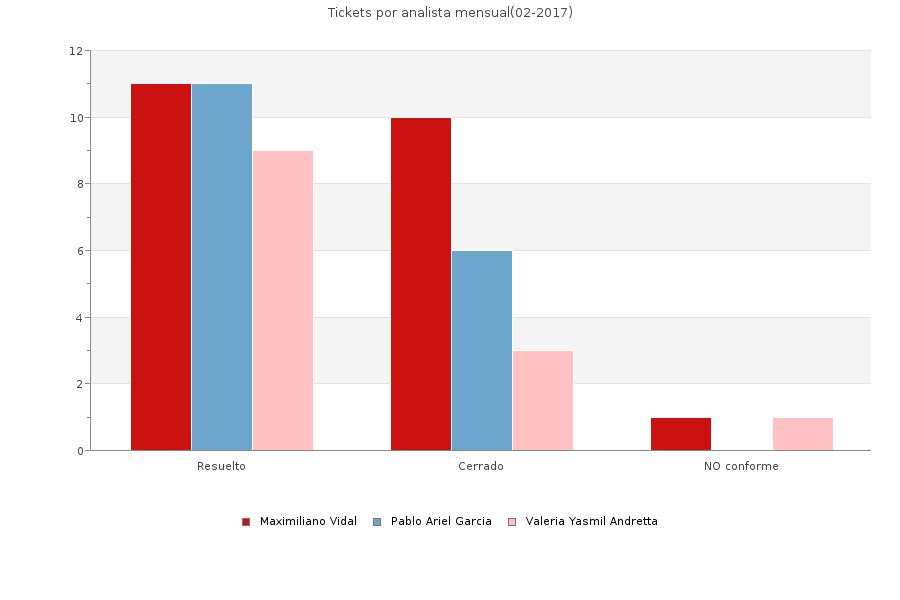 Tickets por analista mensual(02-2017)
12
10
8
6
4
2
0
Resuelto Cerrado NO conforme
Maximiliano Vidal Pablo Ariel Garcia Valeria Yasmil Andretta